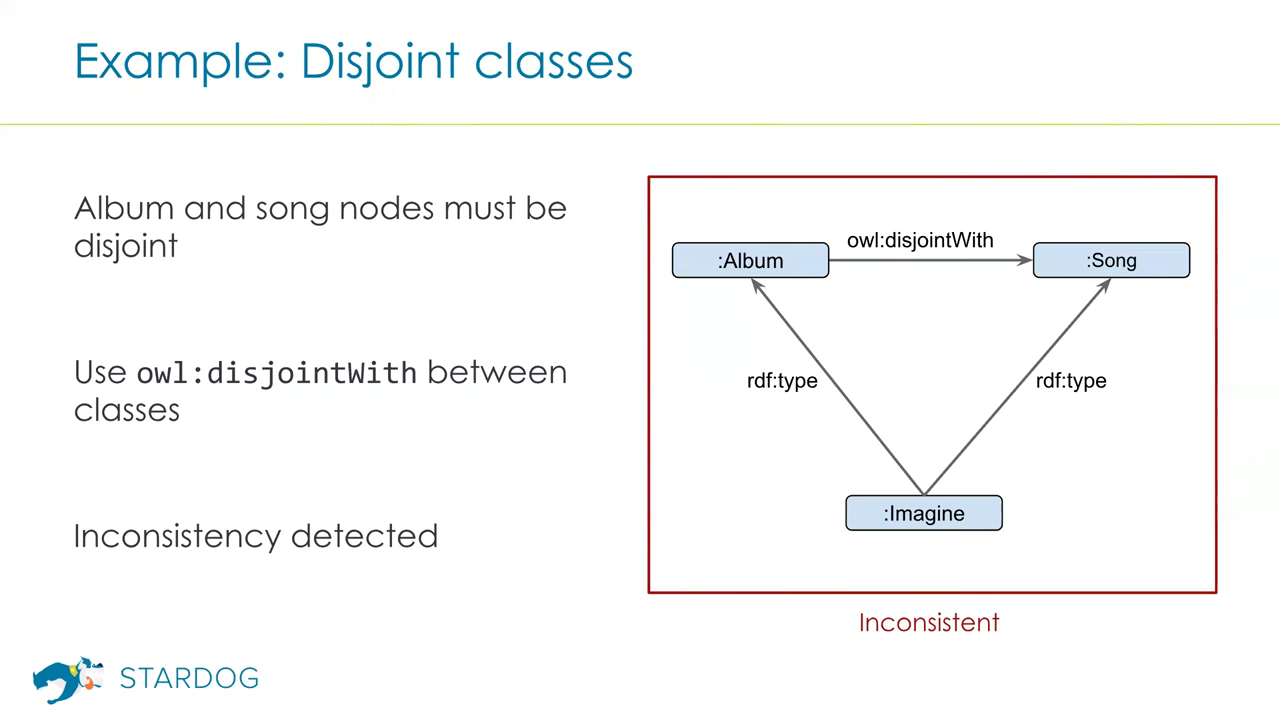 Example: Disjoint classes
Album and song nodes must be
disjoint
Use owl:disjointWith between
classes
Inconsistency detected
owl:disjointWith
:Album
:Song
rdf:type
rdf:type
:Imagine
Inconsistent
STARDOG